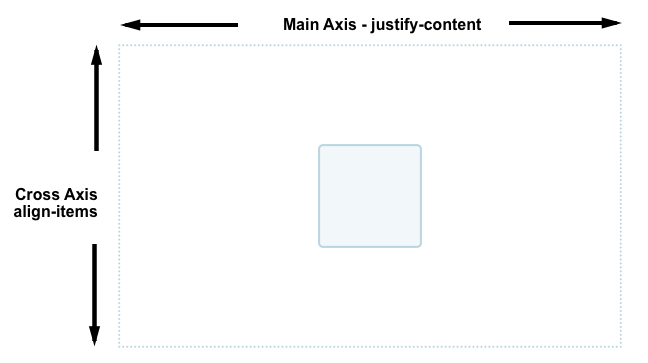 Main Axis - justify-content
Cross Axis
align-items